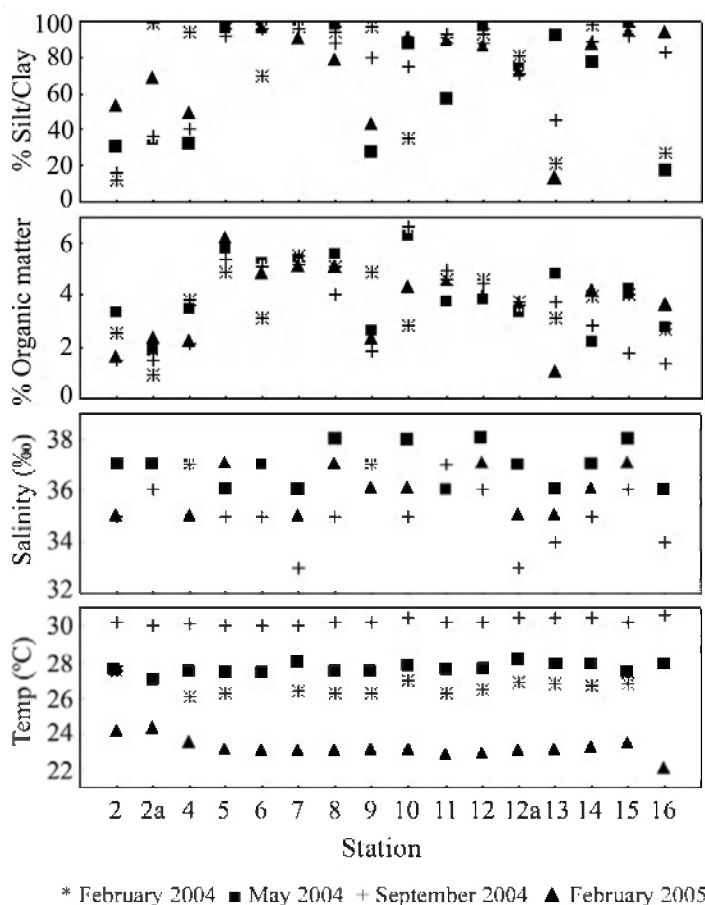 % Silt/Clay
100
80
60
40
20
0
% Organic matter
6
4
2
0
Salinity (‰)
38
36
34
32
Temp (°C)
30
28
26
24
22
2 2a 4 5 6 7 8 9 10 11 12 12a 13 14 15 16
Station
* February 2004 ■ May 2004 + September 2004 ▲ February 2005